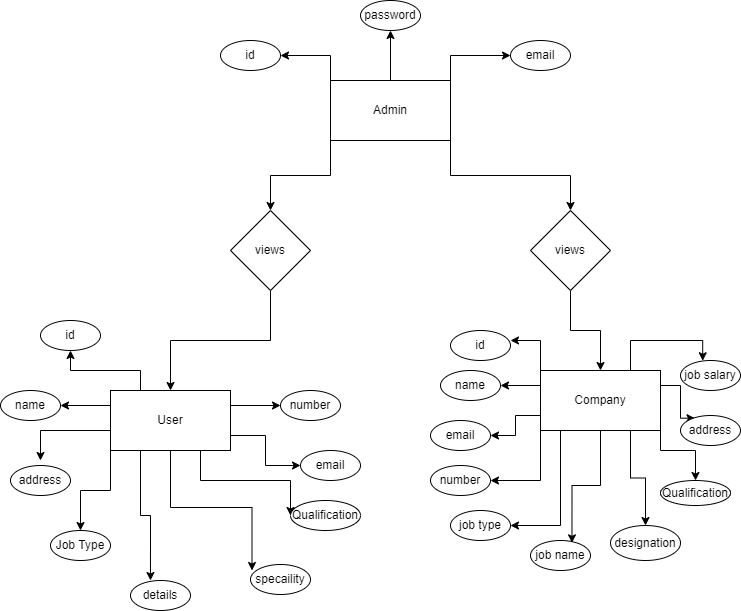 password
id
email
Admin
views
views
id
id
job salary
name
name
Company
number
User
address
email
email
address
number
Qualification
Qualification
job type
Job Type
designation
job name
specaility
details